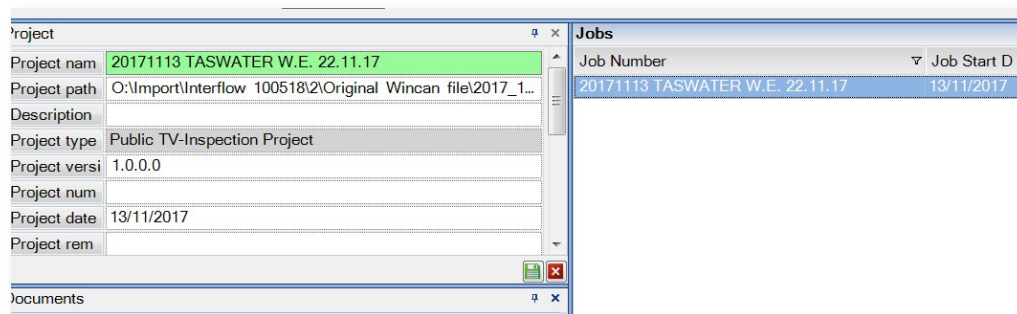 Project
Project nam 20171113 TASWATER W.E. 22.11.17
Project path O:\Import\Interflow 100518\2\Original Wincan file\2017_1...
Description
Project type Public TV-Inspection Project
Project versi 1.0.0.0
Project num
Project date 13/11/2017
Project rem
Documents
Jobs
Job Number Job Start D
20171113 TASWATER W.E. 22.11.17 13/11/2017